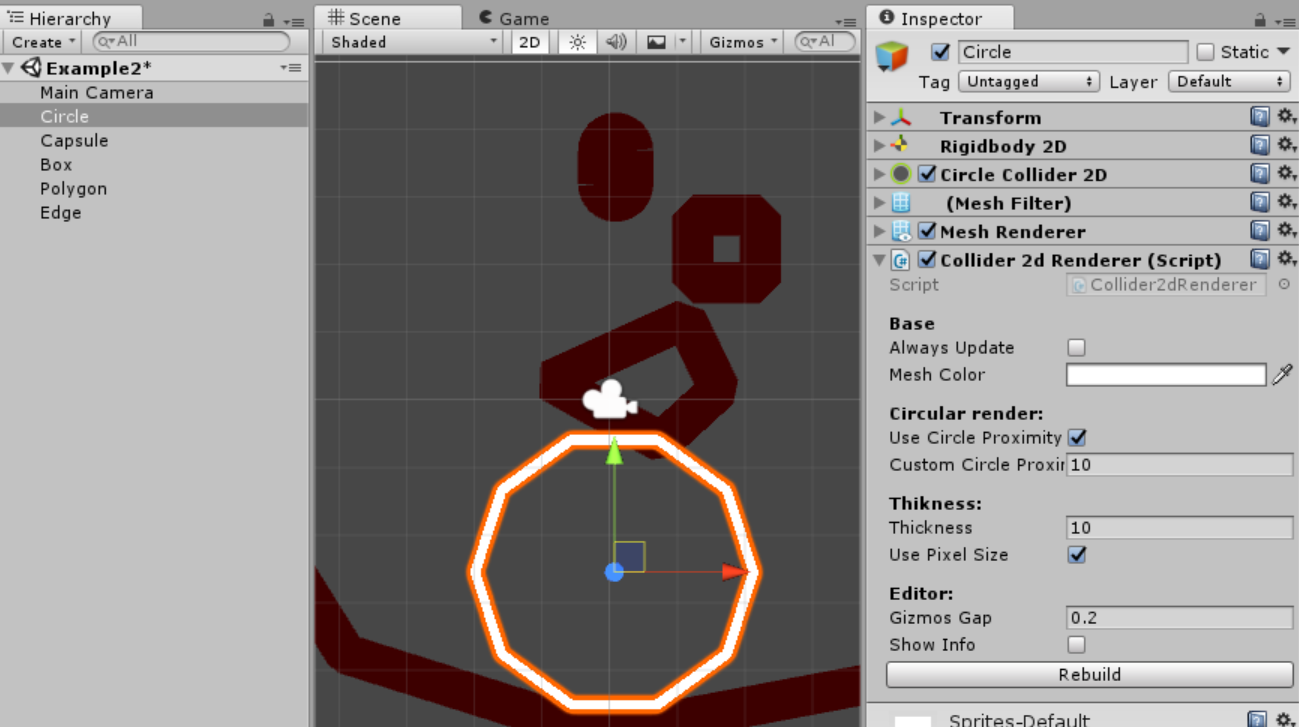 Hierarchy
Create All
Example2*
Main Camera
Circle
Capsule
Box
Polygon
Edge
Scene Game
Shaded 2D Gizmos Al
Inspector
Circle Static
Tag Untagged Layer Default
Transform
Rigidbody 2D
Circle Collider 2D
(Mesh Filter)
Mesh Renderer
Collider 2d Renderer (Script)
Script Collider2dRenderer
Base
Always Update
Mesh Color
Circular render:
Use Circle Proximity
Custom Circle Proxir 10
Thikness:
Thickness 10
Use Pixel Size
Editor:
Gizmos Gap 0.2
Show Info
Rebuild
Sprites-Default